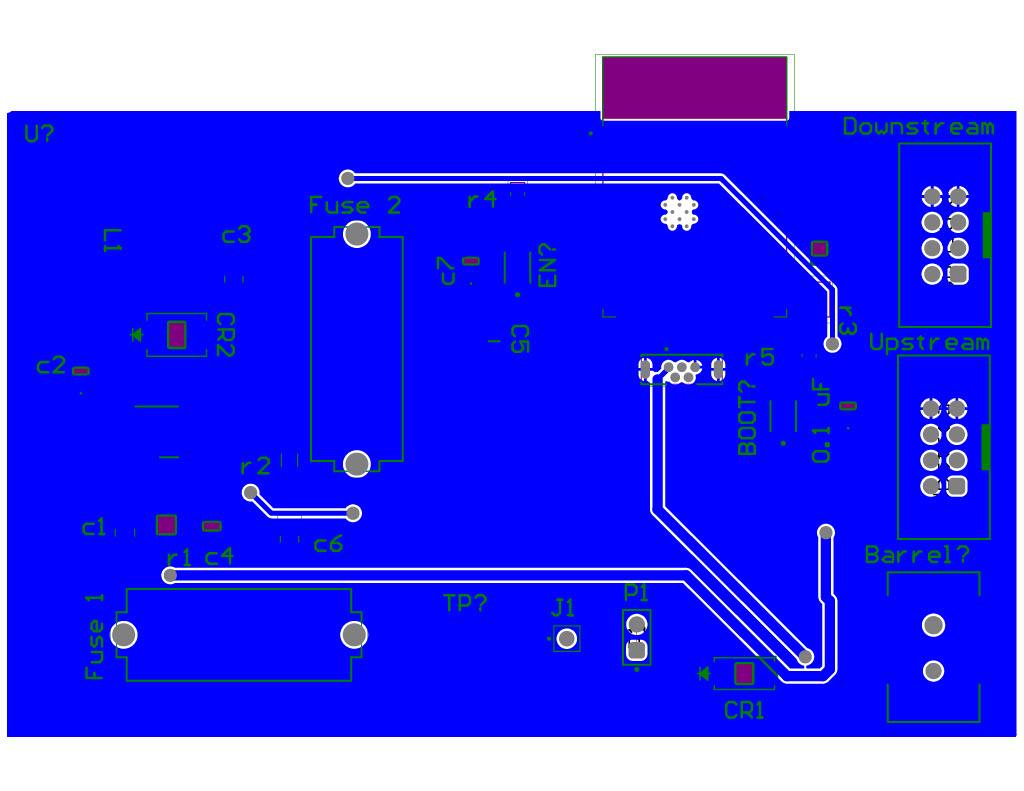 U?
Downstream
Fuse 2
r4
L1
c3
c7
EN?
CR2
C5
r3
Upstream
c2
r5
BOOT?
0.1 uF
r2
c1
r1
c4
c6
Barrel?
Fuse 1
TP?
J1
P1
CR1